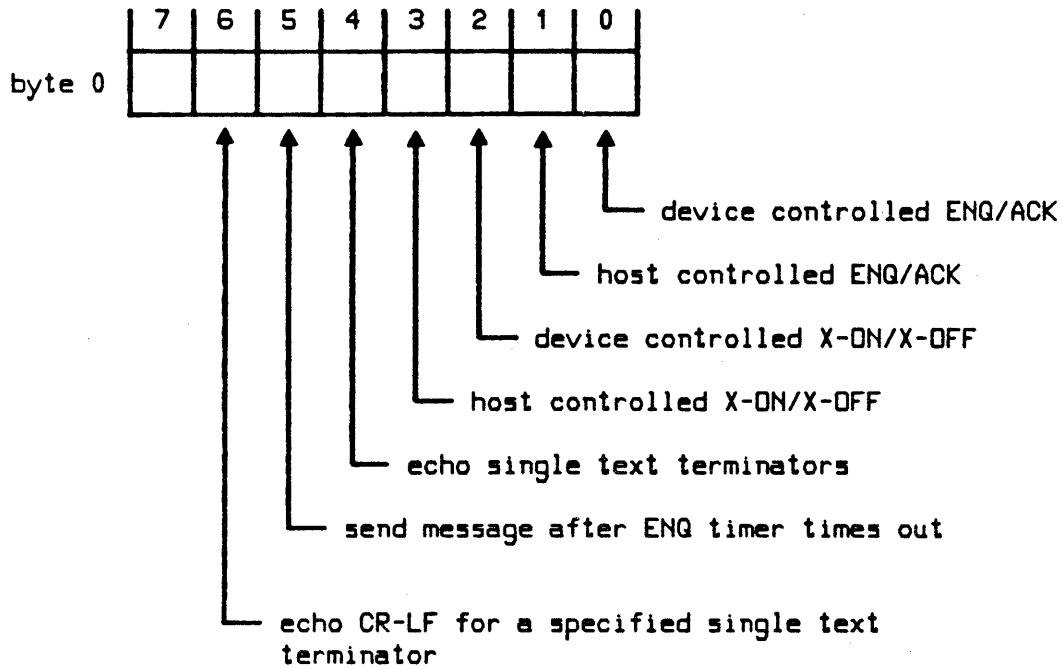 7 6 5 4 3 2 1 0
byte 0
device controlled ENQ/ACK
host controlled ENQ/ACK
device controlled X-ON/X-OFF
host controlled X-ON/X-OFF
echo single text terminators
send message after ENQ timer times out
echo CR-LF for a specified single text
terminator